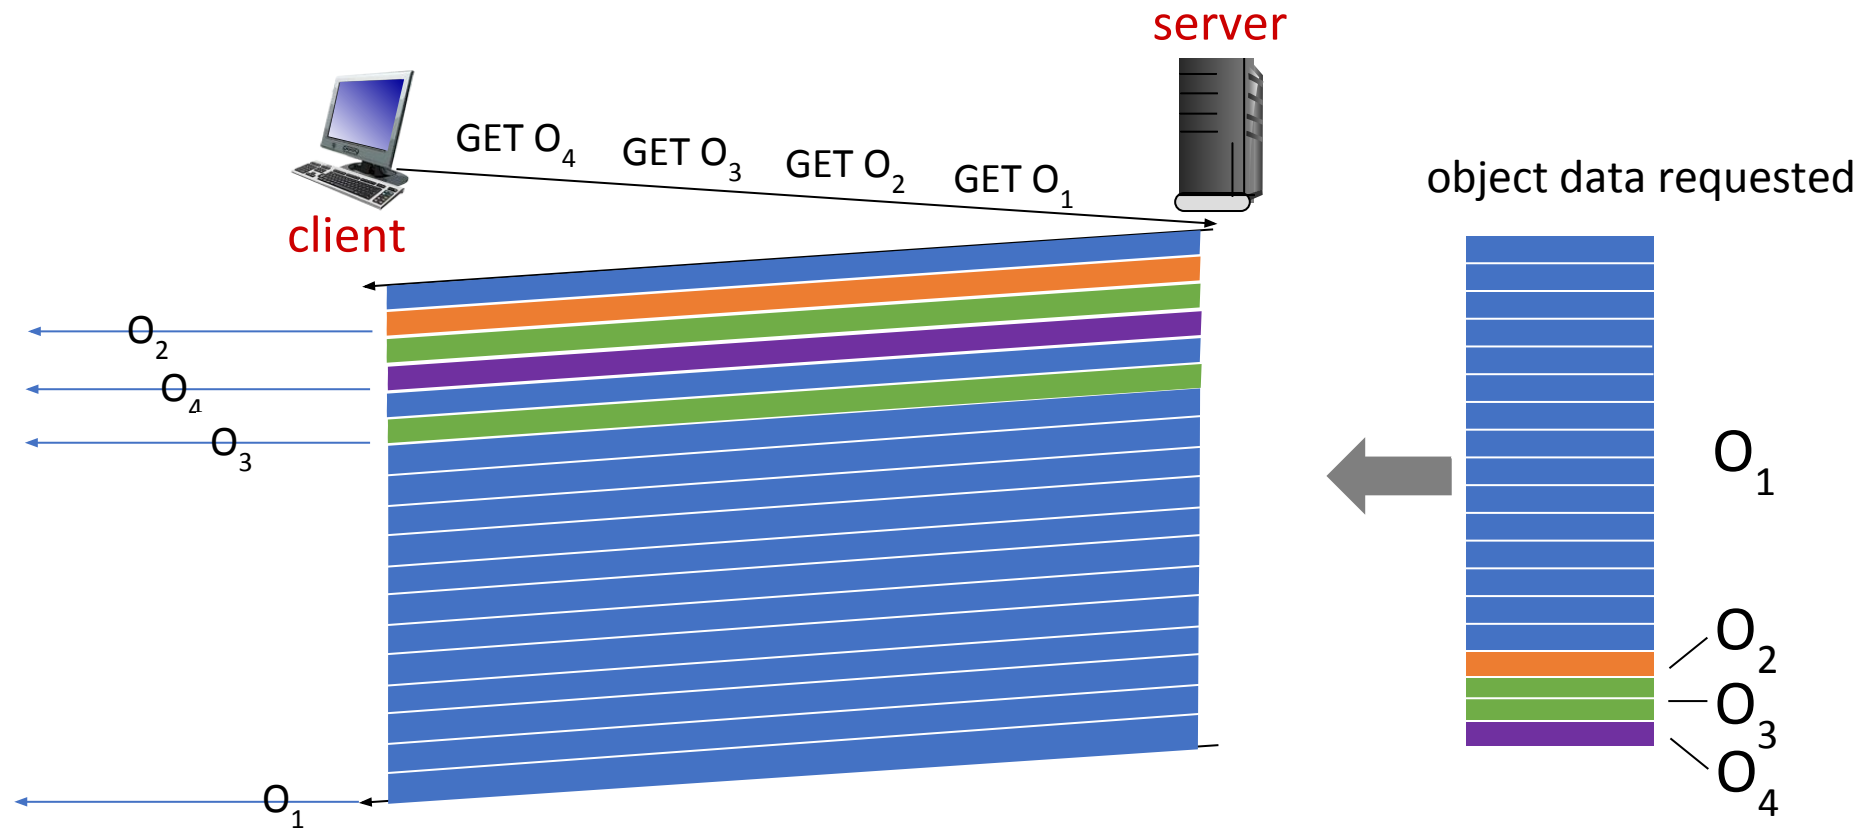 server
GET O4
GET O3
GET O2
GET O1
object data requested
client
O2
O4
O3
O1
O2
O3
O4
O1